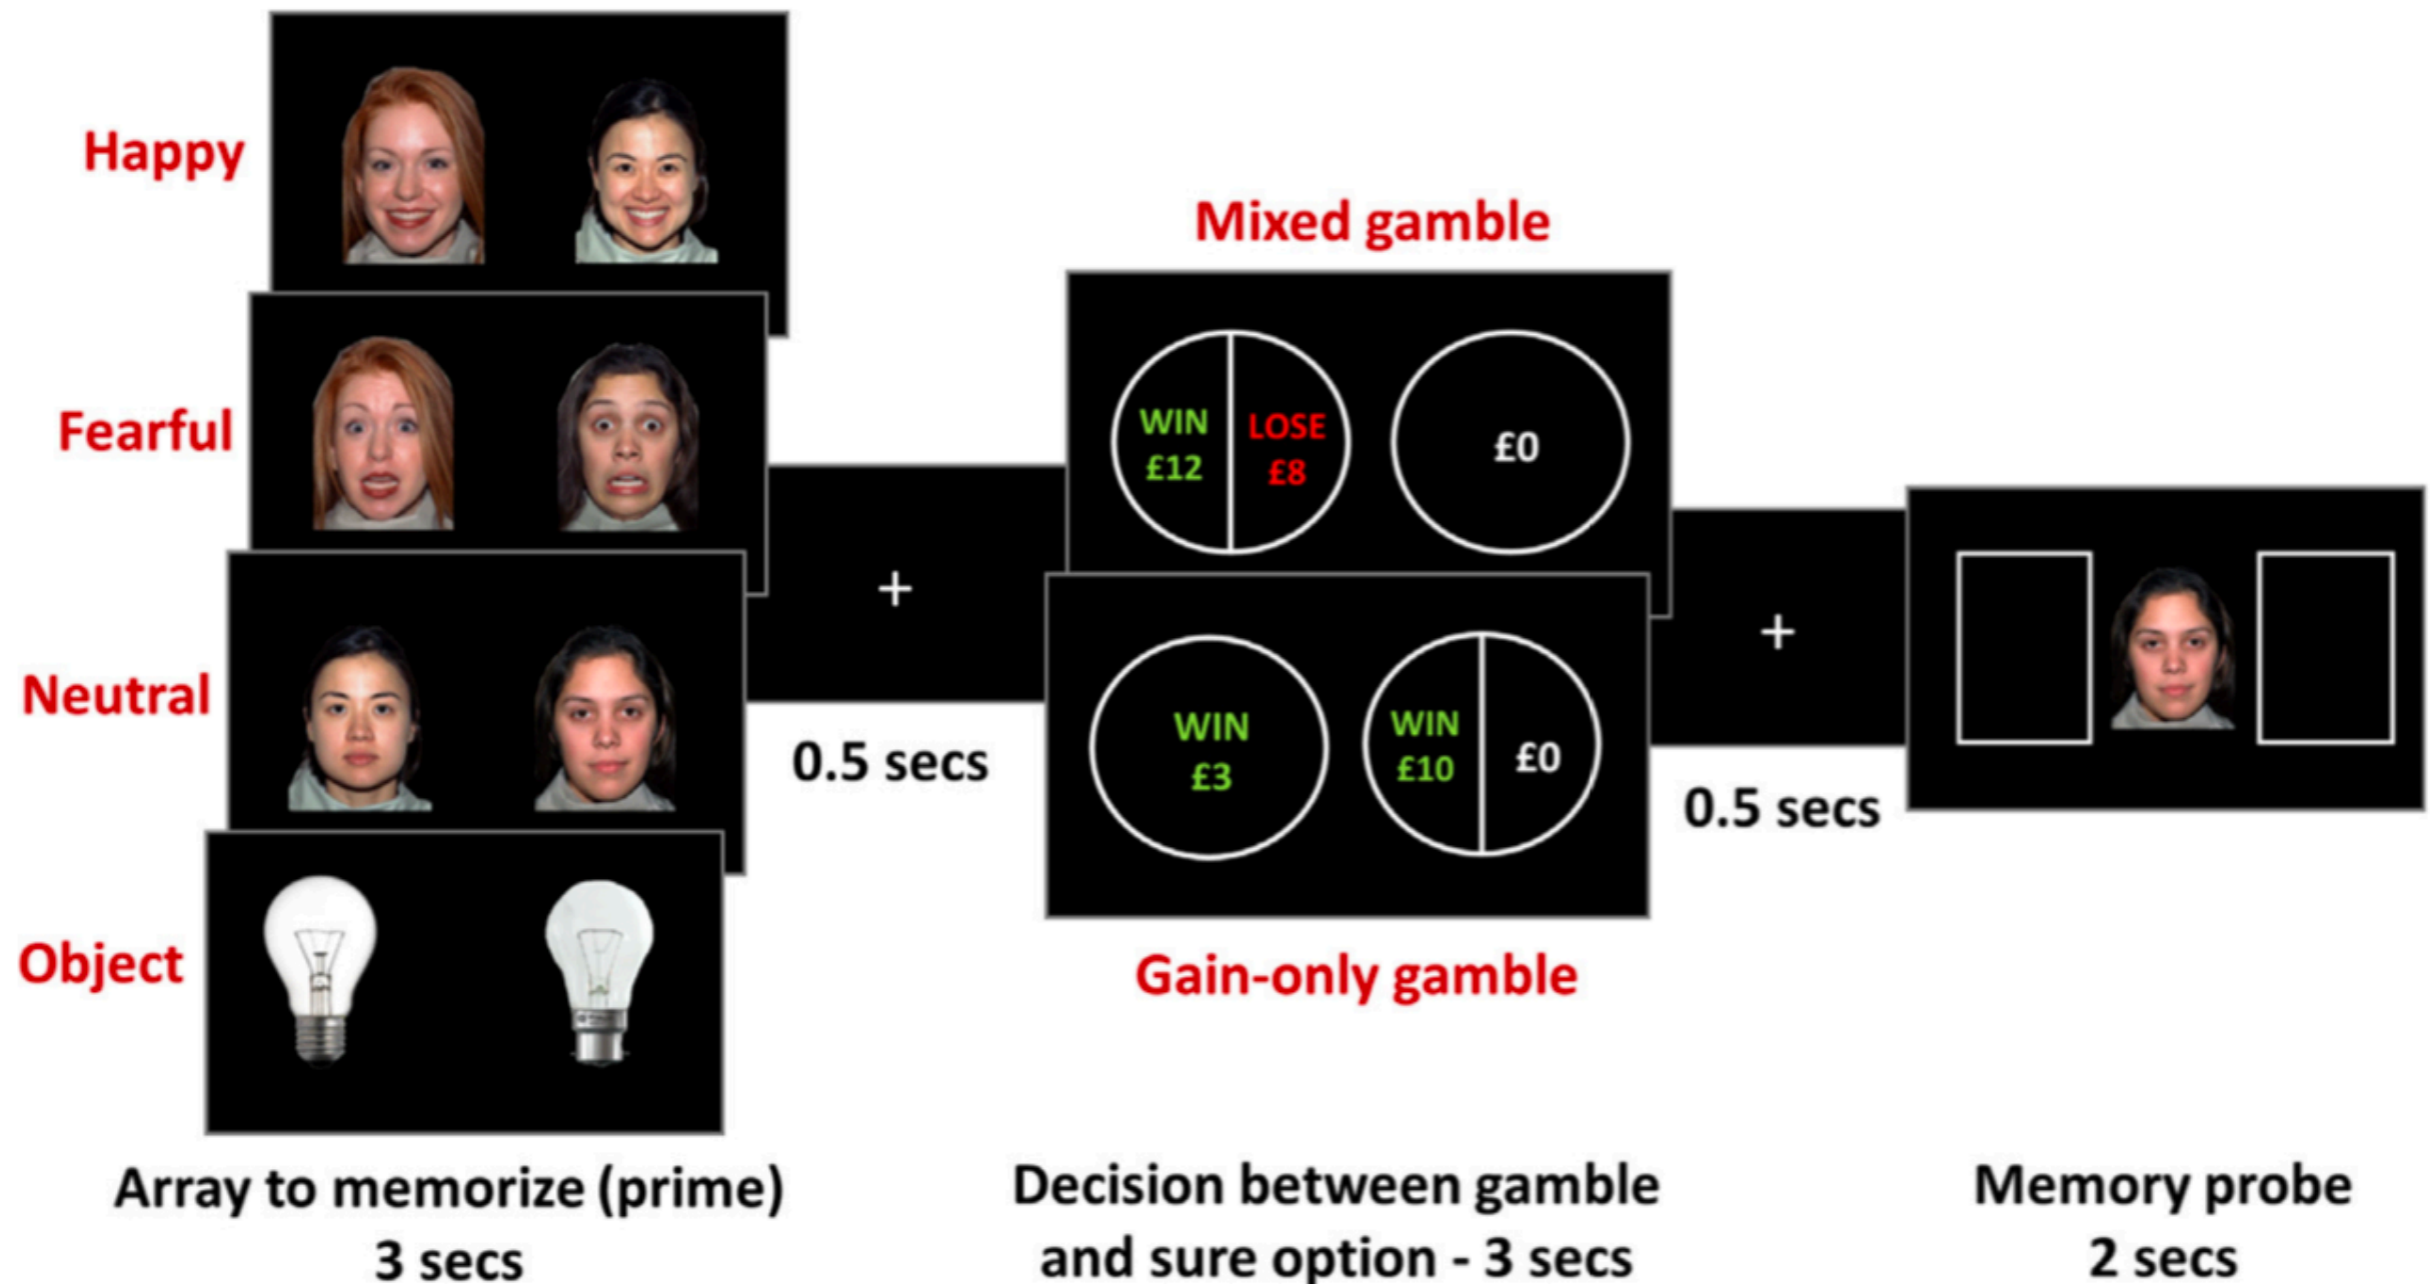 Happy
Fearful
Neutral
Object
Array to memorize (prime)
3 secs
+
0.5 secs
Mixed gamble
WIN
£12
LOSE
£8
£0
WIN
£3
WIN
£10
£0
Gain-only gamble
Decision between gamble
and sure option - 3 secs
+
0.5 secs
Memory probe
2 secs